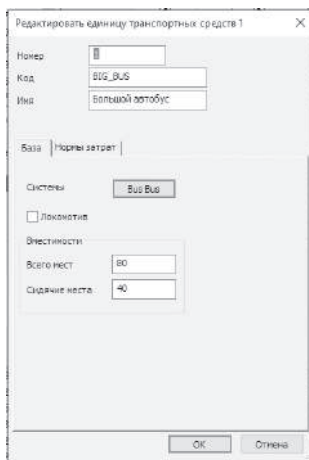 Редактировать единицу транспортных средств 1
Номер
Код BIG_BUS
Имя Большой автобус
База Нормы затрат
Системы Bus Bus
Локомотив
Вместимости
Всего мест 80
Сидячие места 40
OK Отмена